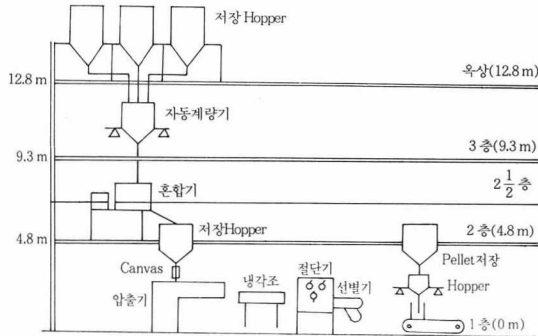 저장 Hopper
12.8 m
옥상(12.8 m)
자동계량기
9.3 m
3 층(9.3 m)
혼합기
2 1/2 층
저장Hopper
4.8 m
2 층(4.8 m)
Canvas
Pellet저장
압출기
냉각조
절단기
선별기
Hopper
1 층(0 m)